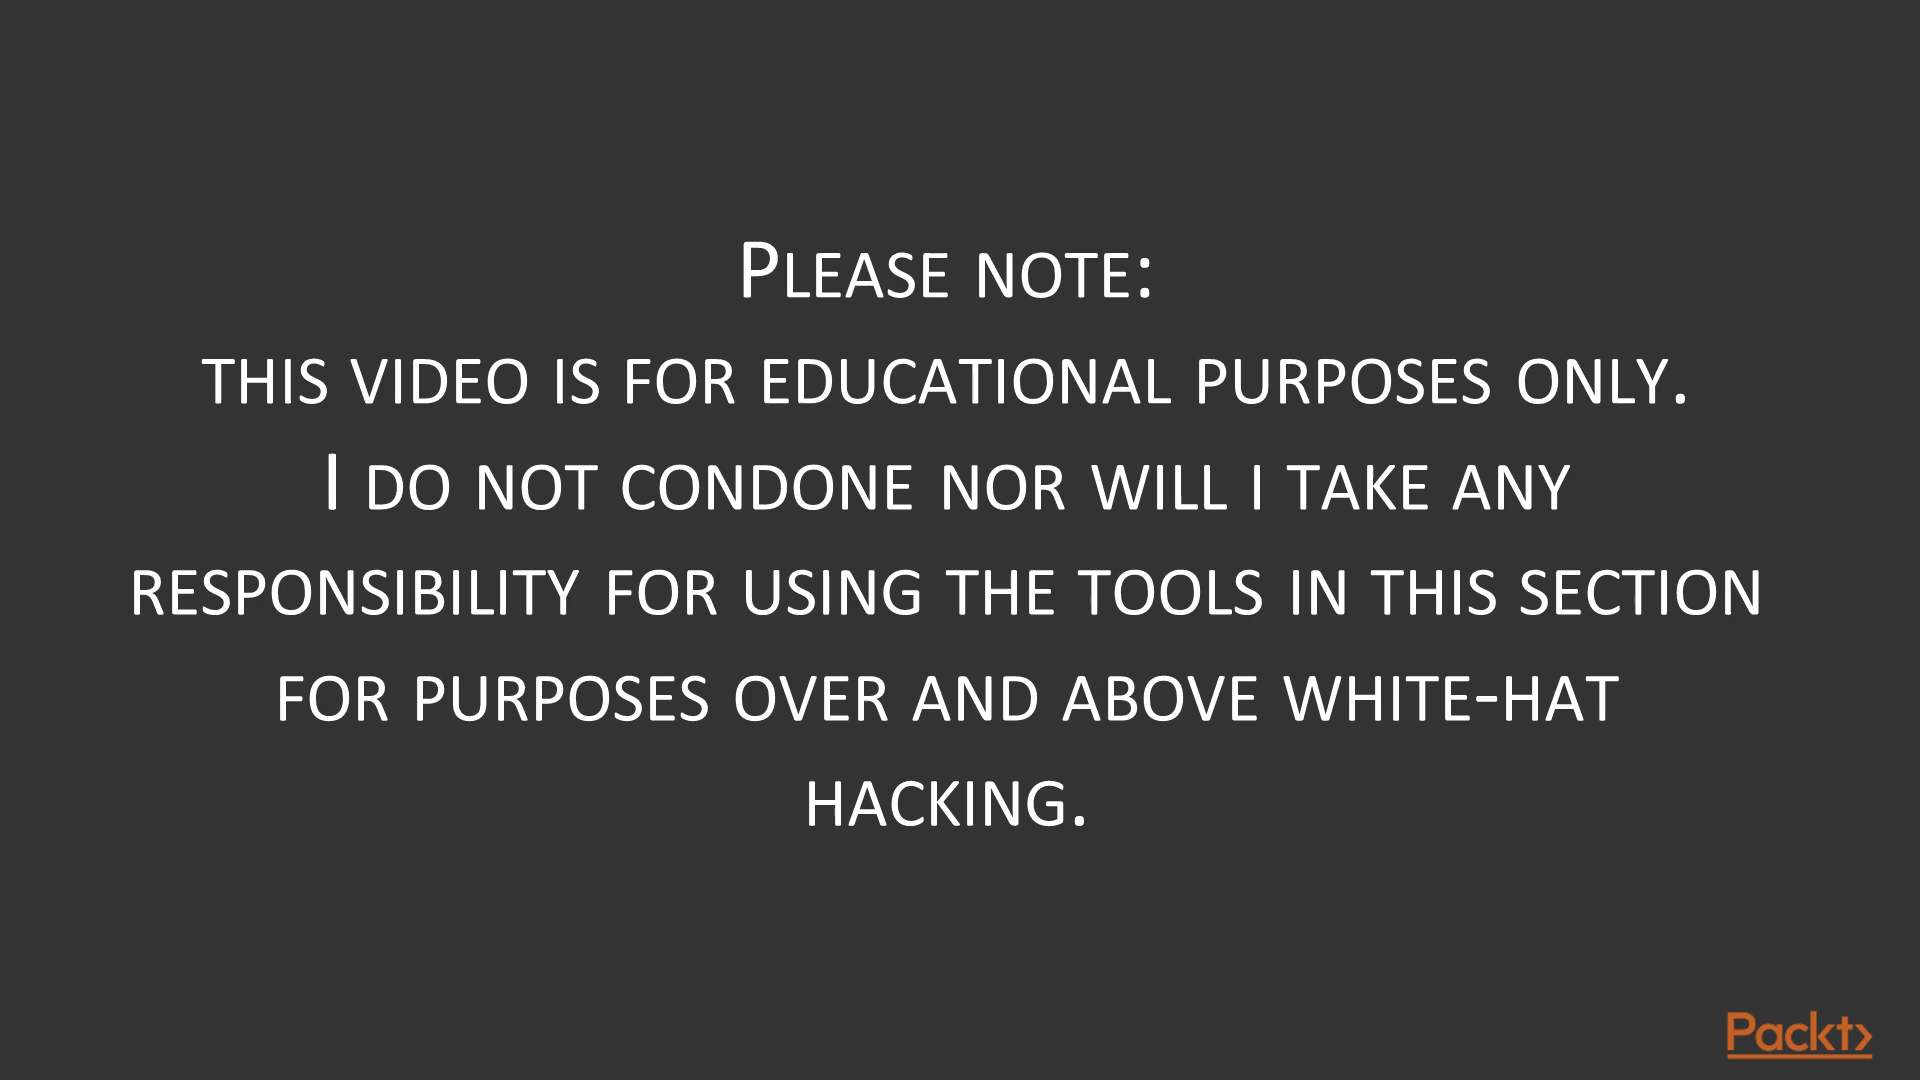 Please note:
this video is for educational purposes only.
I do not condone nor will i take any
responsibility for using the tools in this section
for purposes over and above white-hat
hacking.
Packt>